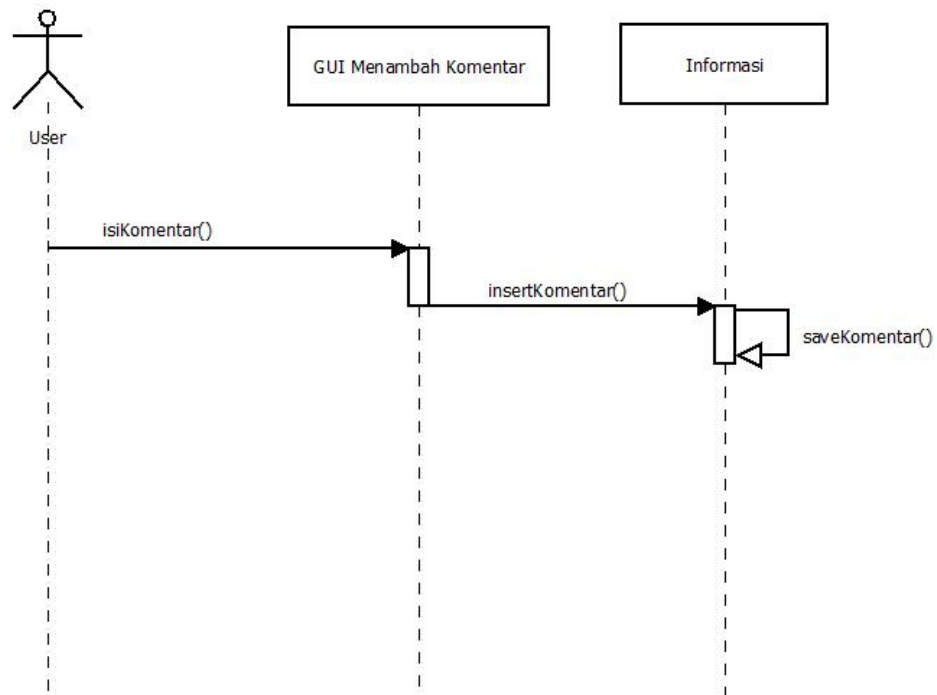 GUI Menambah Komentar
Informasi
User
isiKomentar()
insertKomentar()
saveKomentar()